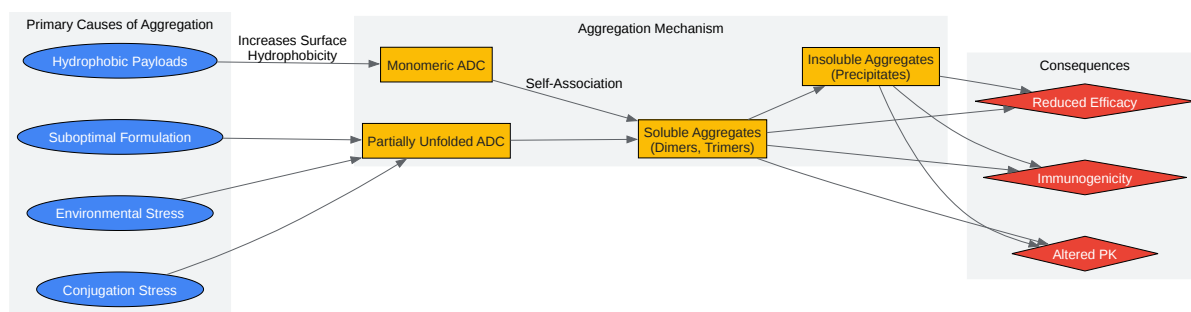 Primary Causes of Aggregation
Hydrophobic Payloads
Suboptimal Formulation
Environmental Stress
Conjugation Stress
Increases Surface
Hydrophobicity
Aggregation Mechanism
Monomeric ADC
Partially Unfolded ADC
Self-Association
Soluble Aggregates
(Dimers, Trimers)
Insoluble Aggregates
(Precipitates)
Consequences
Reduced Efficacy
Immunogenicity
Altered PK